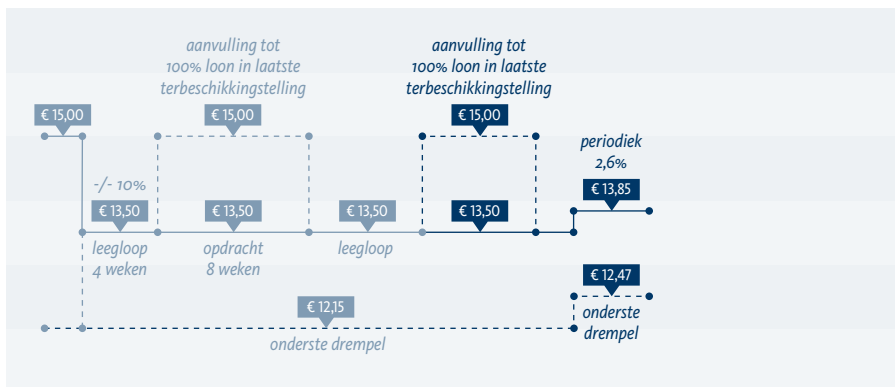 aanvulling tot
100% loon in laatste
terbeschikkingstelling
aanvulling tot
100% loon in laatste
terbeschikkingstelling
€ 15,00
€ 15,00
€ 15,00
periodiek
2,6%
-/- 10%
€ 13,85
€ 13,50
€ 13,50
€ 13,50
€ 13,50
leegloop
4 weken
opdracht
8 weken
leegloop
€ 12,47
€ 12,15
onderste
drempel
onderste drempel